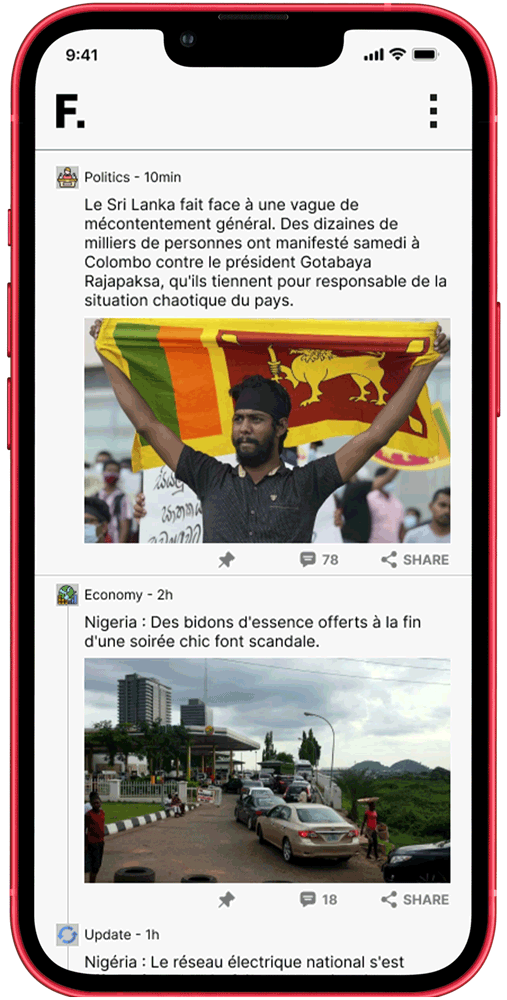 9:41
F.
Politics - 10min
Le Sri Lanka fait face à une vague de
mécontentement général. Des dizaines de
milliers de personnes ont manifesté samedi à
Colombo contre le président Gotabaya
Rajapaksa, qu'ils tiennent pour responsable de la
situation chaotique du pays.
78
SHARE
Economy - 2h
Nigeria : Des bidons d'essence offerts à la fin
d'une soirée chic font scandale.
18
SHARE
Update - 1h
Nigéria : Le réseau électrique national s'est